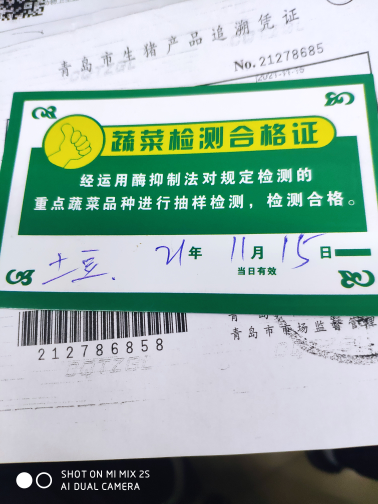 青岛市生猪产品追溯凭证
No. 21278685
2021-11-15
蔬菜检测合格证
经运用酶抑制法对规定检测的
重点蔬菜品种进行抽样检测，检测合格。
土豆. 21年 11月 15日
当日有效
212786858
青岛市市场监督管理
SHOT ON MI MIX 2S
AI DUAL CAMERA